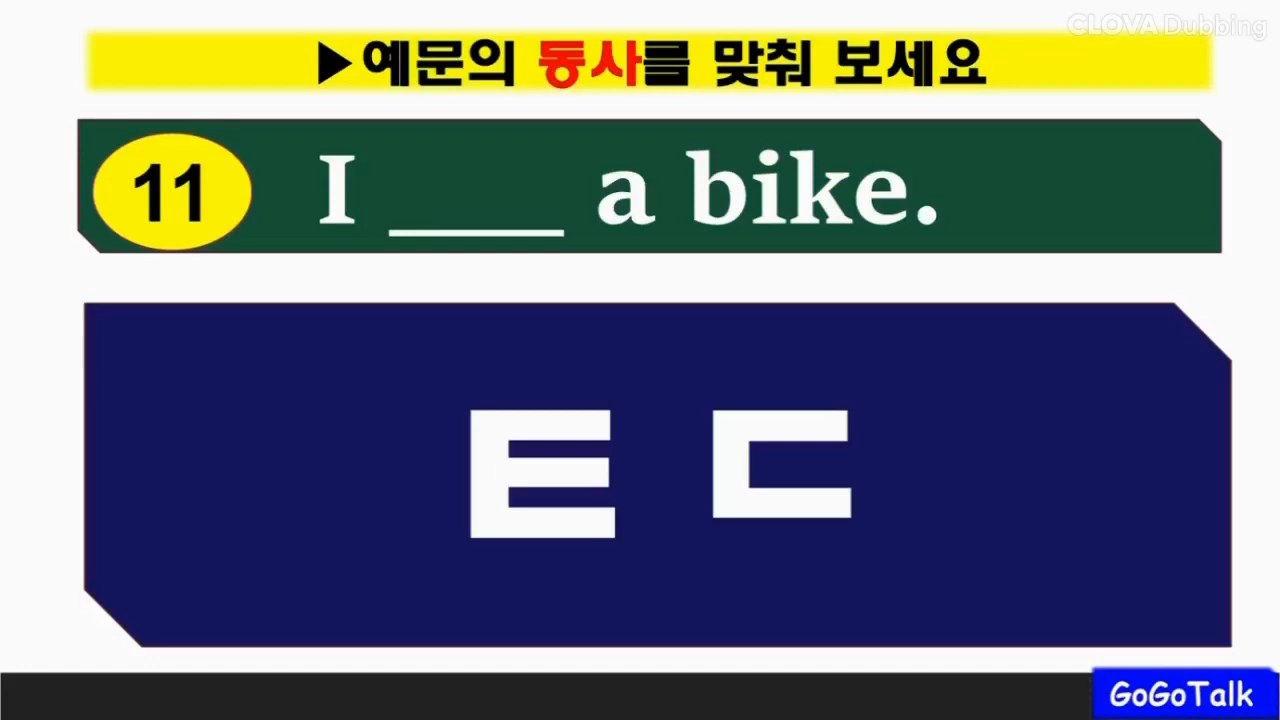 CLOVA Dubbing
▶예문의 동사를 맞춰 보세요
11 I ____ a bike.
ㅌ ㄷ
GoGoTalk